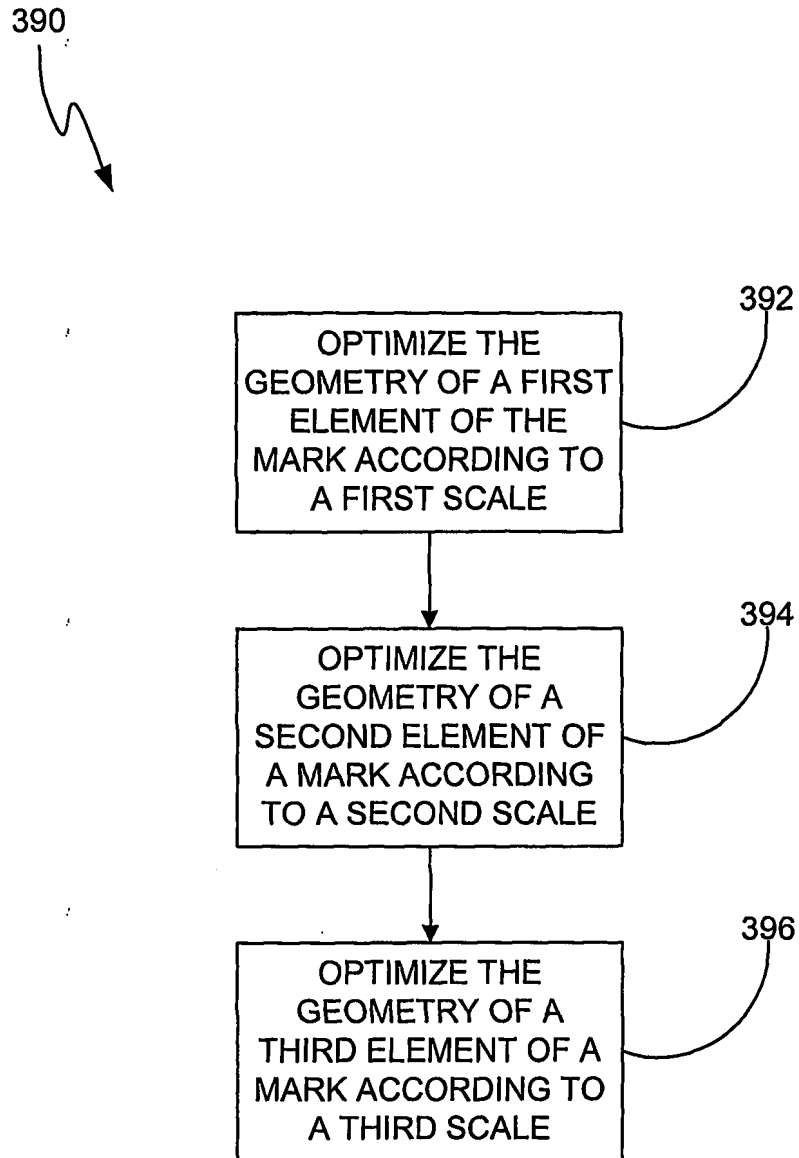 390
392
OPTIMIZE THE
GEOMETRY OF A FIRST
ELEMENT OF THE
MARK ACCORDING TO
A FIRST SCALE
394
OPTIMIZE THE
GEOMETRY OF A
SECOND ELEMENT OF
A MARK ACCORDING
TO A SECOND SCALE
396
OPTIMIZE THE
GEOMETRY OF A
THIRD ELEMENT OF A
MARK ACCORDING TO
A THIRD SCALE